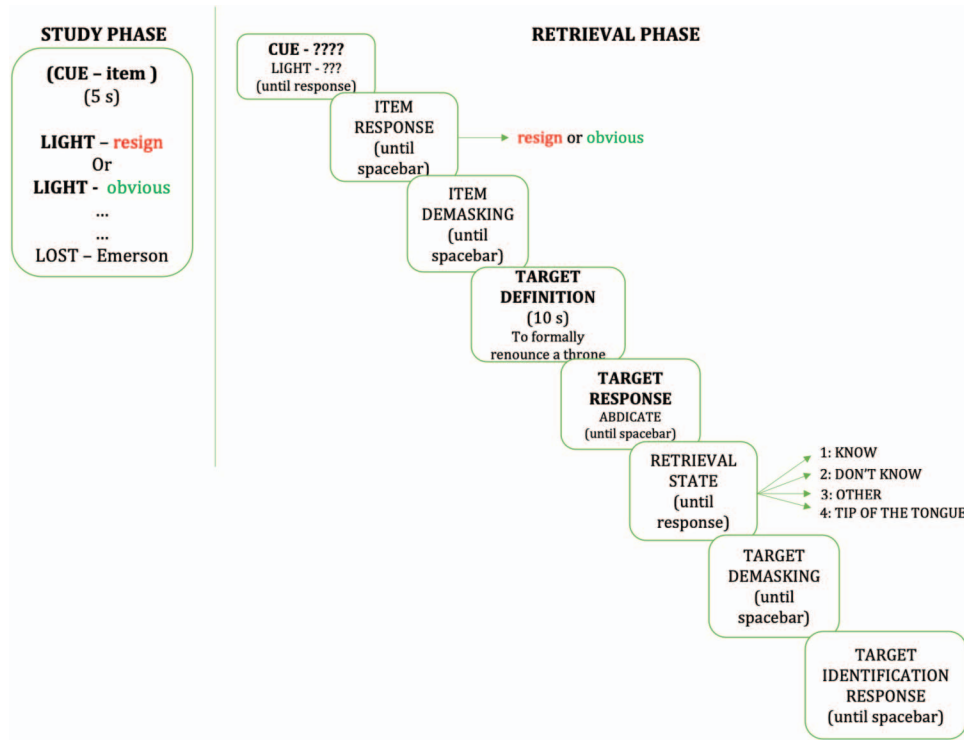 STUDY PHASE
(CUE – item )
(5 s)
LIGHT – resign
Or
LIGHT - obvious
...
...
LOST – Emerson
RETRIEVAL PHASE
CUE - ????
LIGHT - ???
(until response)
ITEM
RESPONSE
(until
spacebar)
resign or obvious
ITEM
DEMASKING
(until
spacebar)
TARGET
DEFINITION
(10 s)
To formally
renounce a throne
TARGET
RESPONSE
ABDICATE
(until spacebar)
RETRIEVAL
STATE
(until
response)
1: KNOW
2: DON'T KNOW
3: OTHER
4: TIP OF THE TONGUE
TARGET
DEMASKING
(until
spacebar)
TARGET
IDENTIFICATION
RESPONSE
(until spacebar)